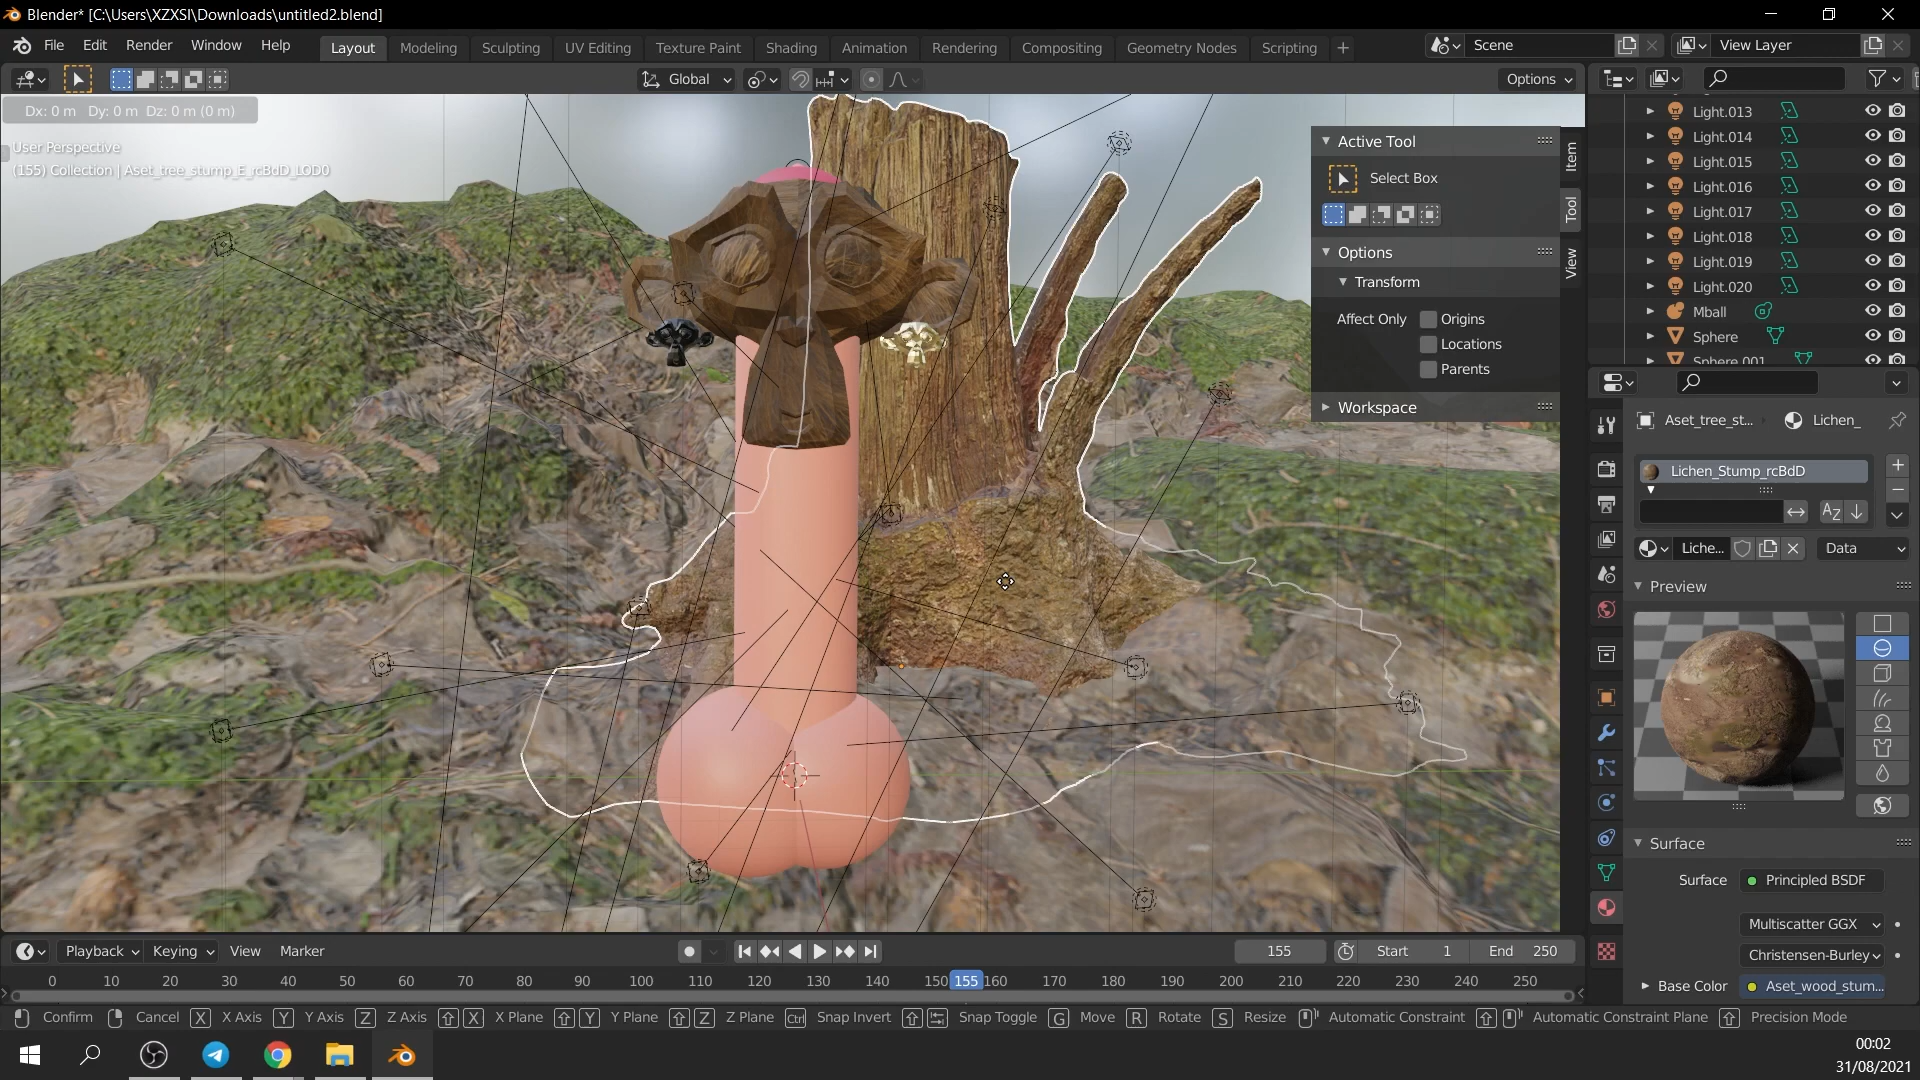 Blender* [C:\Users\XZXSI\Downloads\untitled2.blend]
File Edit Render Window Help Layout Modeling Sculpting UV Editing Texture Paint Shading Animation Rendering Compositing Geometry Nodes Scripting + Scene View Layer
Global Options
Dx: 0 m Dy: 0 m Dz: 0 m (0 m)
User Perspective
(155) Collection | Aset_tree_stump_E_rcBdD_LOD0
Active Tool
Select Box
Options
Transform
Affect Only Origins
Locations
Parents
Workspace
Item
Tool
View
Light.013
Light.014
Light.015
Light.016
Light.017
Light.018
Light.019
Light.020
Mball
Sphere
Sphere.001
Aset_tree_st... Lichen_
Lichen_Stump_rcBdD
Liche... Data
Preview
Surface
Surface Principled BSDF
Multiscatter GGX
Christensen-Burley
Base Color Aset_wood_stum...
Playback Keying View Marker 155 Start 1 End 250
0 10 20 30 40 50 60 70 80 90 100 110 120 130 140 150 155 160 170 180 190 200 210 220 230 240 250
Confirm Cancel X X Axis Y Y Axis Z Z Axis X X Plane Y Y Plane Z Z Plane Ctrl Snap Invert Snap Toggle G Move R Rotate S Resize Automatic Constraint Automatic Constraint Plane Precision Mode
00:02
31/08/2021